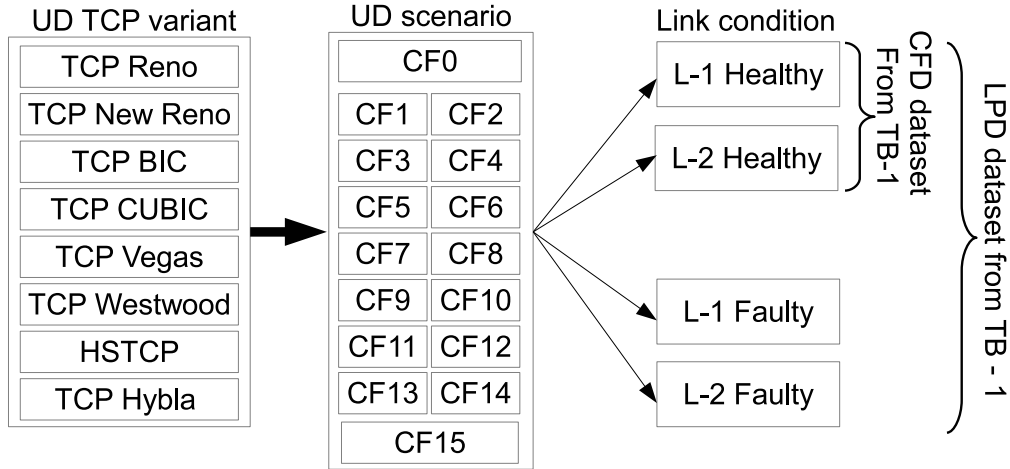 UD TCP variant
TCP Reno
TCP New Reno
TCP BIC
TCP CUBIC
TCP Vegas
TCP Westwood
HSTCP
TCP Hybla
UD scenario
CF0
CF1 CF2
CF3 CF4
CF5 CF6
CF7 CF8
CF9 CF10
CF11 CF12
CF13 CF14
CF15
Link condition
L-1 Healthy
L-2 Healthy
L-1 Faulty
L-2 Faulty
CFD dataset
From TB-1
LPD dataset from TB - 1